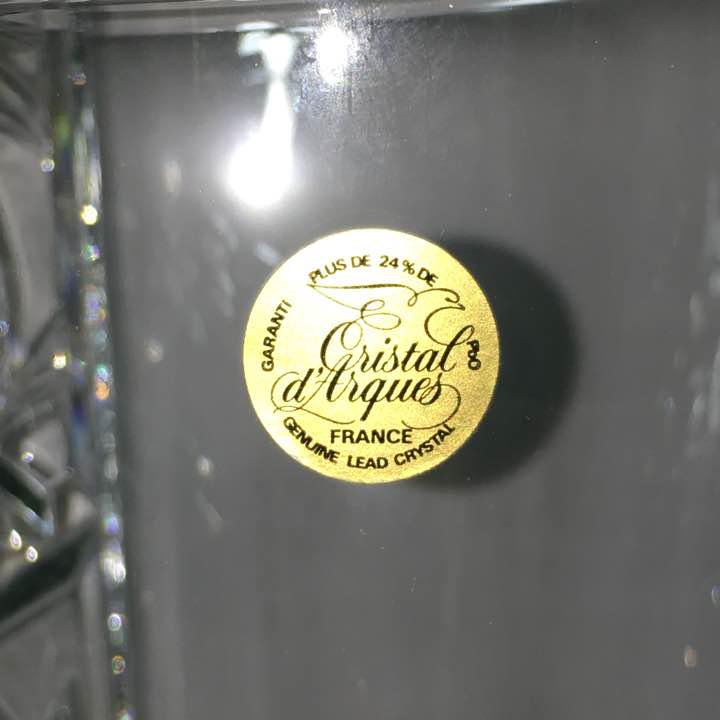 GARANTI PLUS DE 24 % DE PbO
Cristal
d'Arques
FRANCE
GENUINE LEAD CRYSTAL